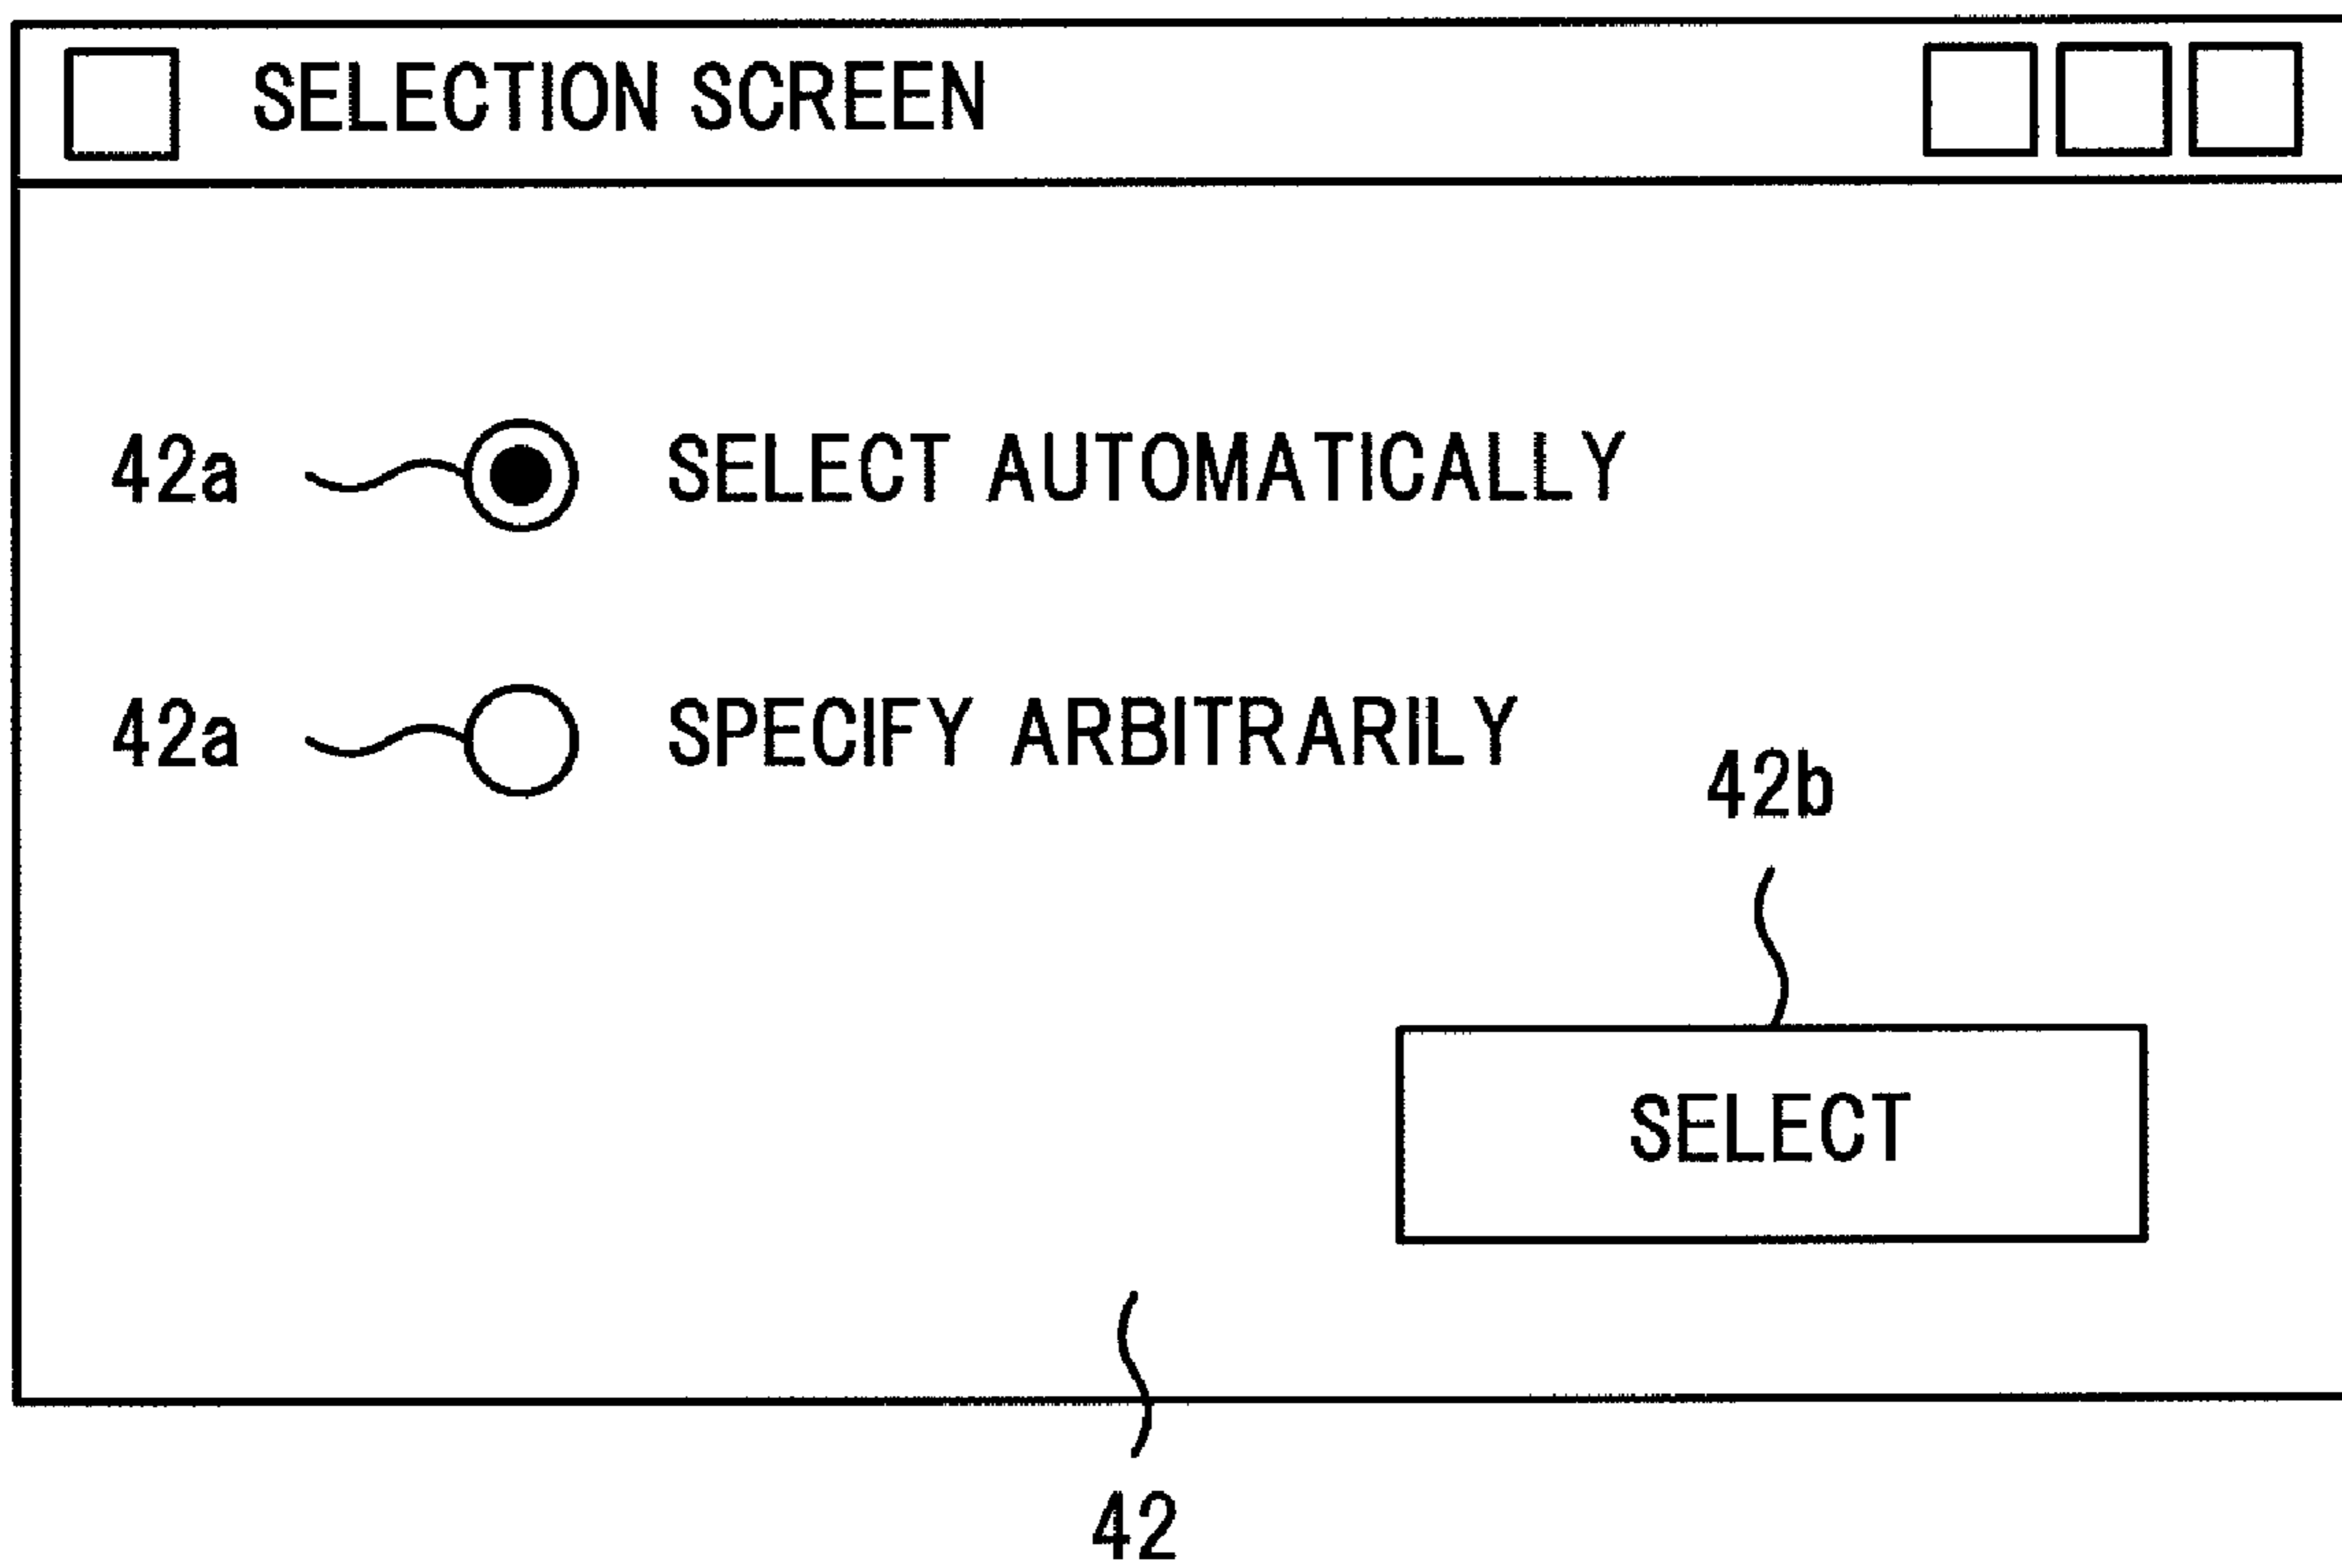 SELECTION SCREEN
42a SELECT AUTOMATICALLY
42a SPECIFY ARBITRARILY
42b
SELECT
42